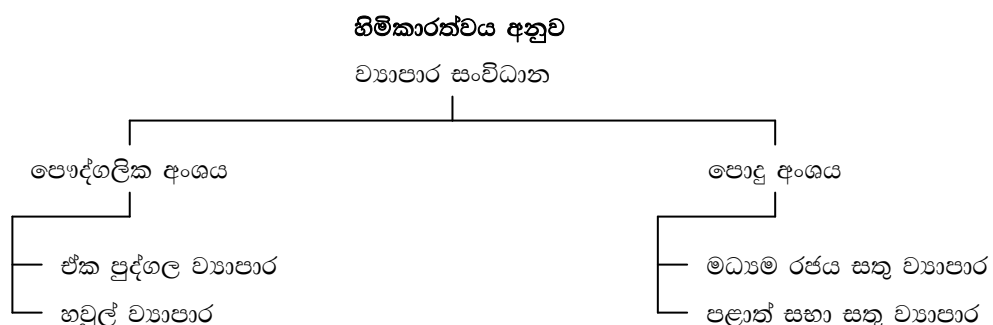 හිමිකාරත්වය අනුව
ව්‍යාපාර සංවිධාන
පෞද්ගලික අංශය
පොදු අංශය
ඒක පුද්ගල ව්‍යාපාර
මධ්‍යම රජය සතු ව්‍යාපාර
හවුල් ව්‍යාපාර
පළාත් සභා සතු ව්‍යාපාර